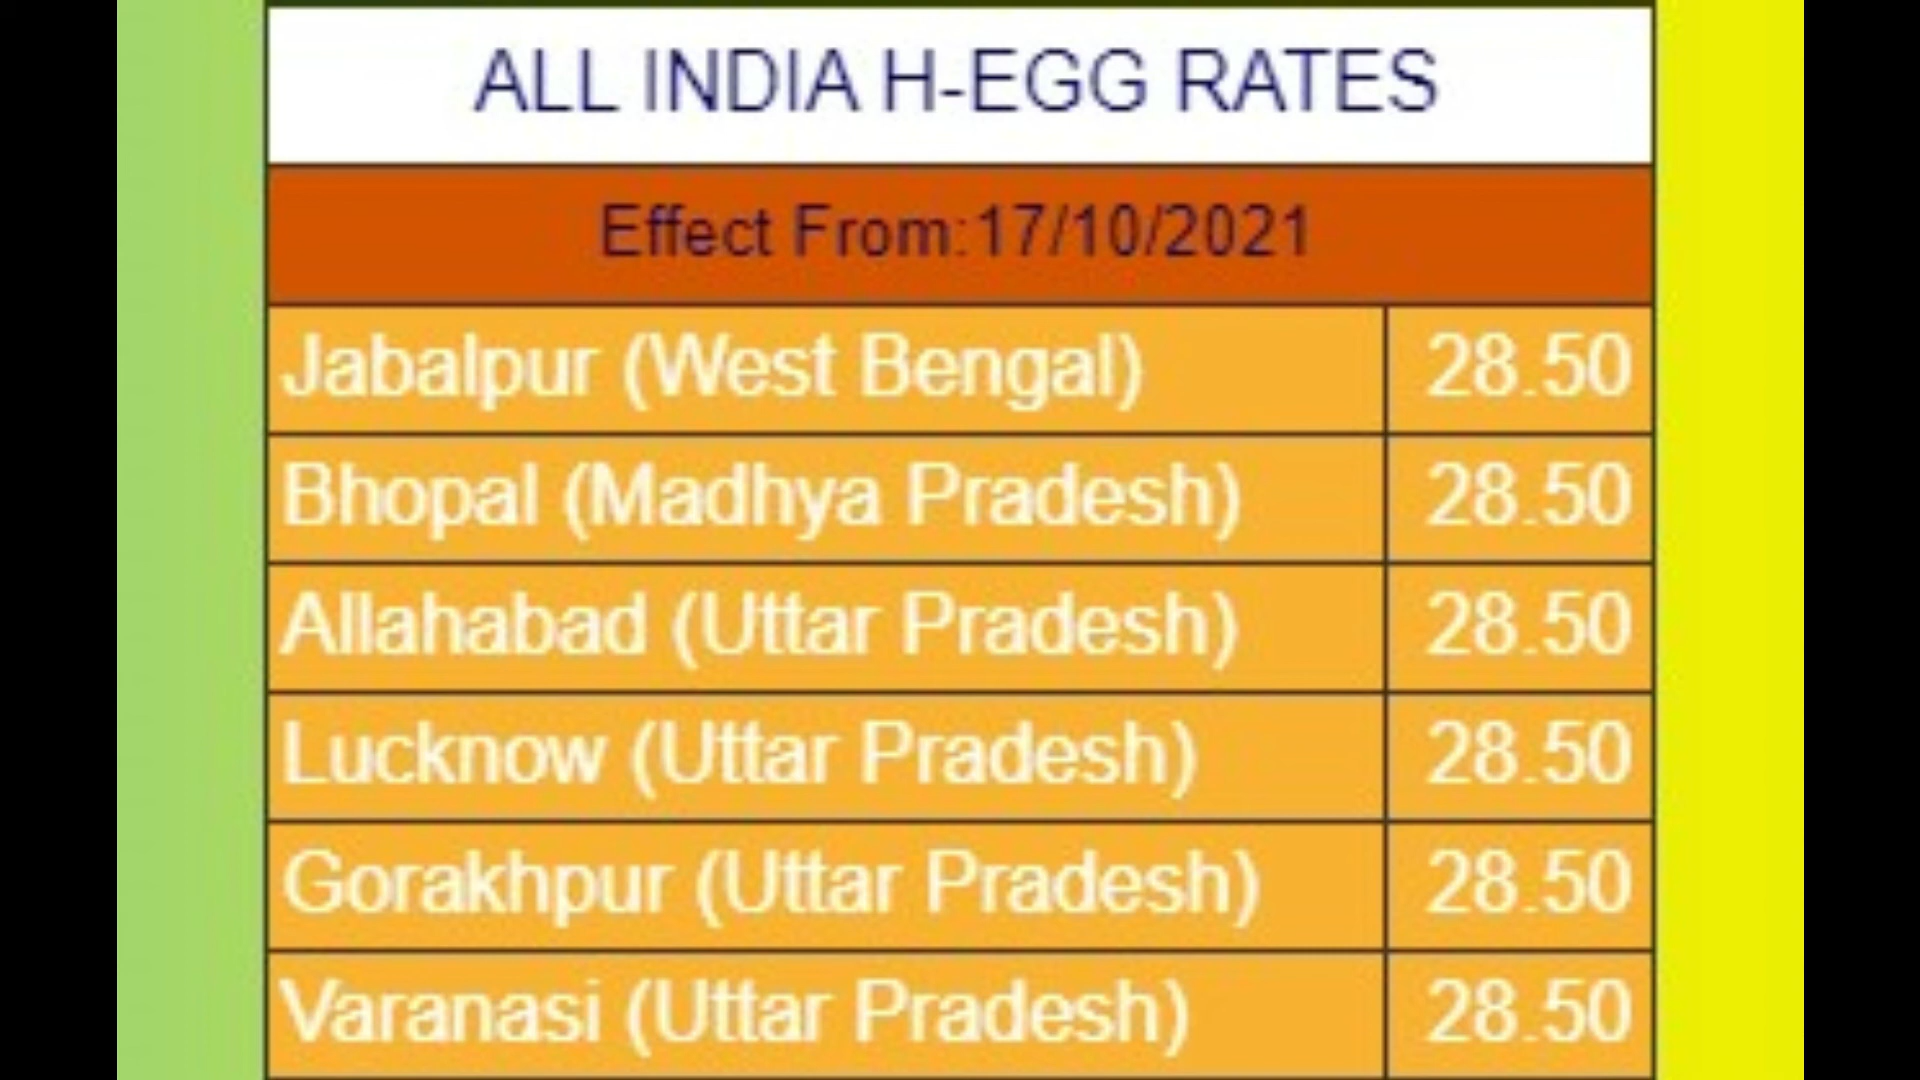 ALL INDIA H-EGG RATES
Effect From:17/10/2021
Jabalpur (West Bengal) 28.50
Bhopal (Madhya Pradesh) 28.50
Allahabad (Uttar Pradesh) 28.50
Lucknow (Uttar Pradesh) 28.50
Gorakhpur (Uttar Pradesh) 28.50
Varanasi (Uttar Pradesh) 28.50